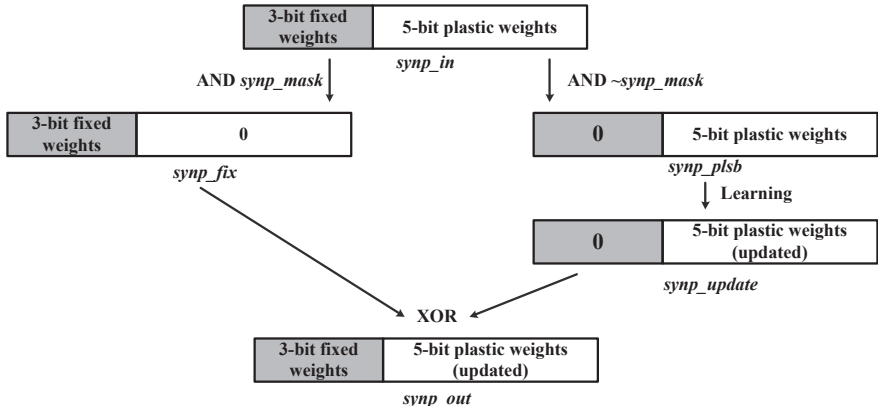 3-bit fixed
weights
5-bit plastic weights
synp_in
AND synp_mask
AND ~synp_mask
3-bit fixed
weights
0
synp_fix
0
5-bit plastic weights
synp_plsb
Learning
0
5-bit plastic weights
(updated)
synp_update
XOR
3-bit fixed
weights
5-bit plastic weights
(updated)
synp_out